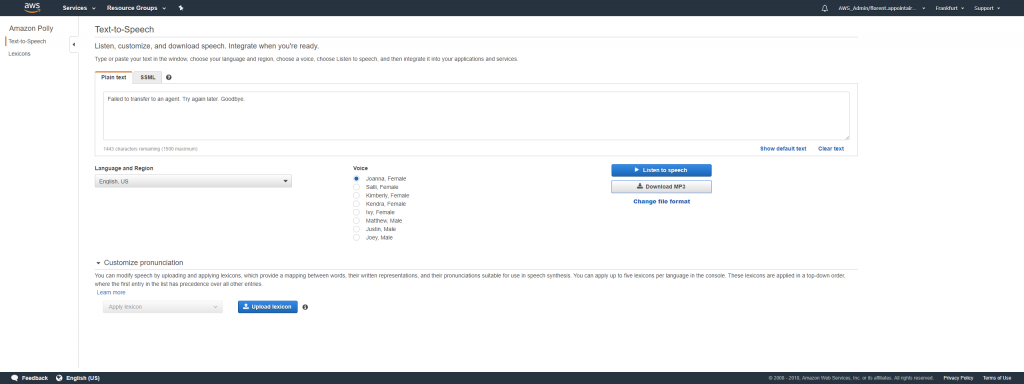 aws
Services
Resource Groups
AWS_Admin/florent.appointair...
Frankfurt
Support
Amazon Polly
Text-to-Speech
Lexicons
Text-to-Speech
Listen, customize, and download speech. Integrate when you're ready.
Type or paste your text in the window, choose your language and region, choose a voice, choose Listen to speech, and then integrate it into your applications and services.
Plain text
SSML
Failed to transfer to an agent. Try again later. Goodbye.
1443 characters remaining (1500 maximum)
Show default text
Clear text
Language and Region
English, US
Voice
Joanna, Female
Salli, Female
Kimberly, Female
Kendra, Female
Ivy, Female
Matthew, Male
Justin, Male
Joey, Male
Listen to speech
Download MP3
Change file format
Customize pronunciation
You can modify speech by uploading and applying lexicons, which provide a mapping between words, their written representations, and their pronunciations suitable for use in speech synthesis. You can apply up to five lexicons per language in the console. These lexicons are applied in a top-down order,
where the first entry in the list has precedence over all other entries.
Learn more
Apply lexicon
Upload lexicon
Feedback
English (US)
© 2008 - 2018, Amazon Web Services, Inc. or its affiliates. All rights reserved.
Privacy Policy
Terms of Use